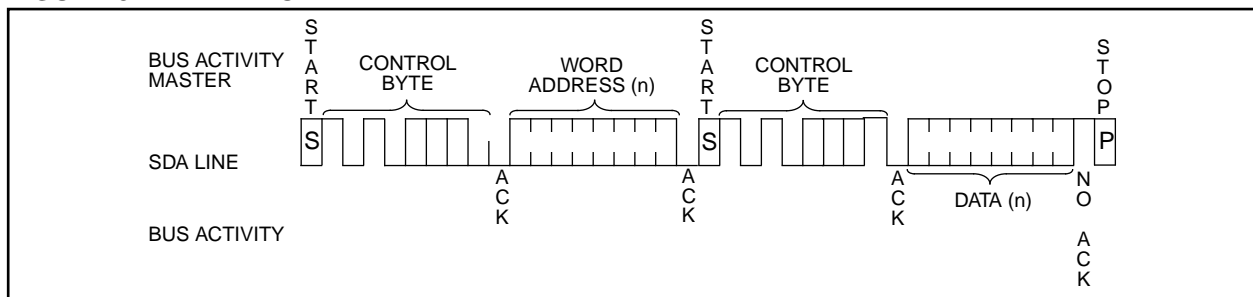 BUS ACTIVITY
MASTER
START
CONTROL
BYTE
WORD
ADDRESS (n)
START
CONTROL
BYTE
STOP
SDA LINE
S
S
P
ACK
ACK
ACK
DATA (n)
NO ACK
BUS ACTIVITY